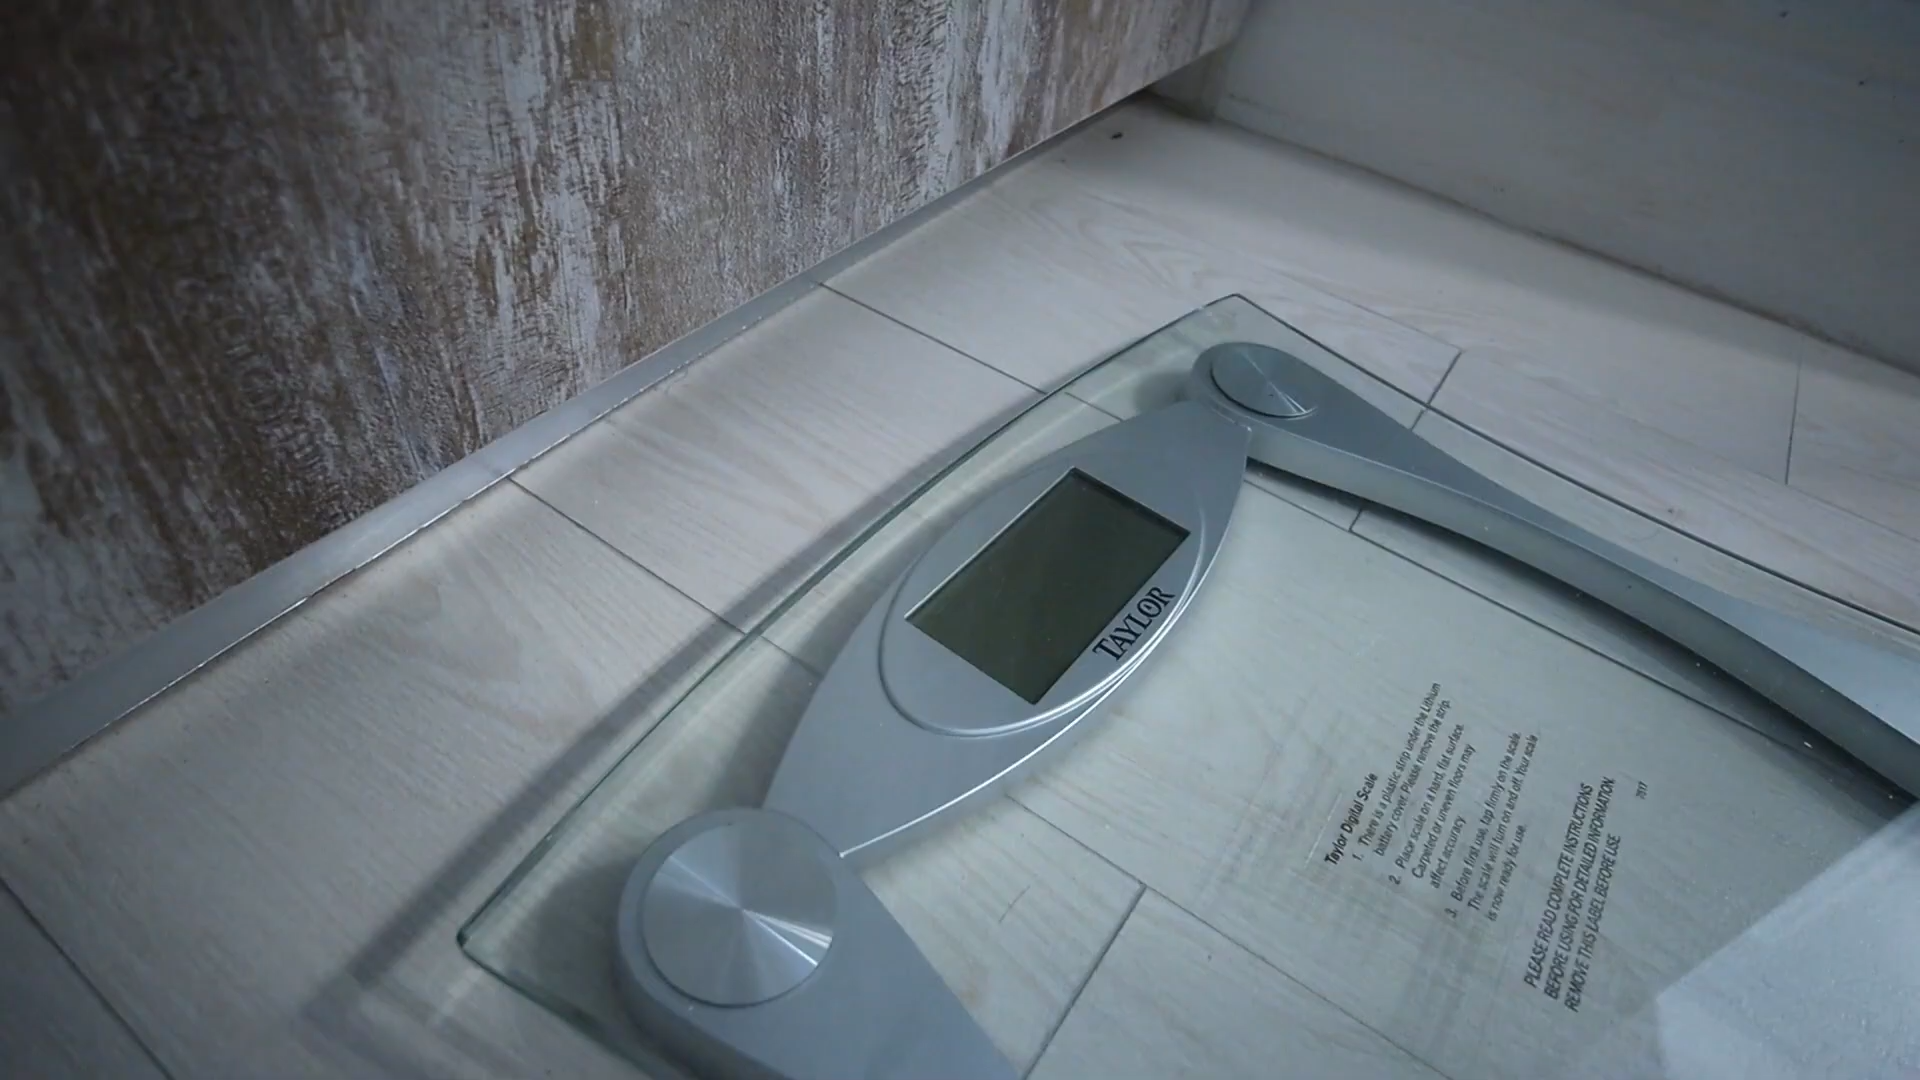 TAYLOR
Taylor Digital Scale
1. There is a plastic strip under the Lithium
battery cover. Please remove the strip.
2. Place scale on a hard, flat surface.
Carpeted or uneven floors may
affect accuracy.
3. Before first use, tap firmly on the scale.
The scale will turn on and off. Your scale
is now ready for use.
PLEASE READ COMPLETE INSTRUCTIONS
BEFORE USING FOR DETAILED INFORMATION.
REMOVE THIS LABEL BEFORE USE